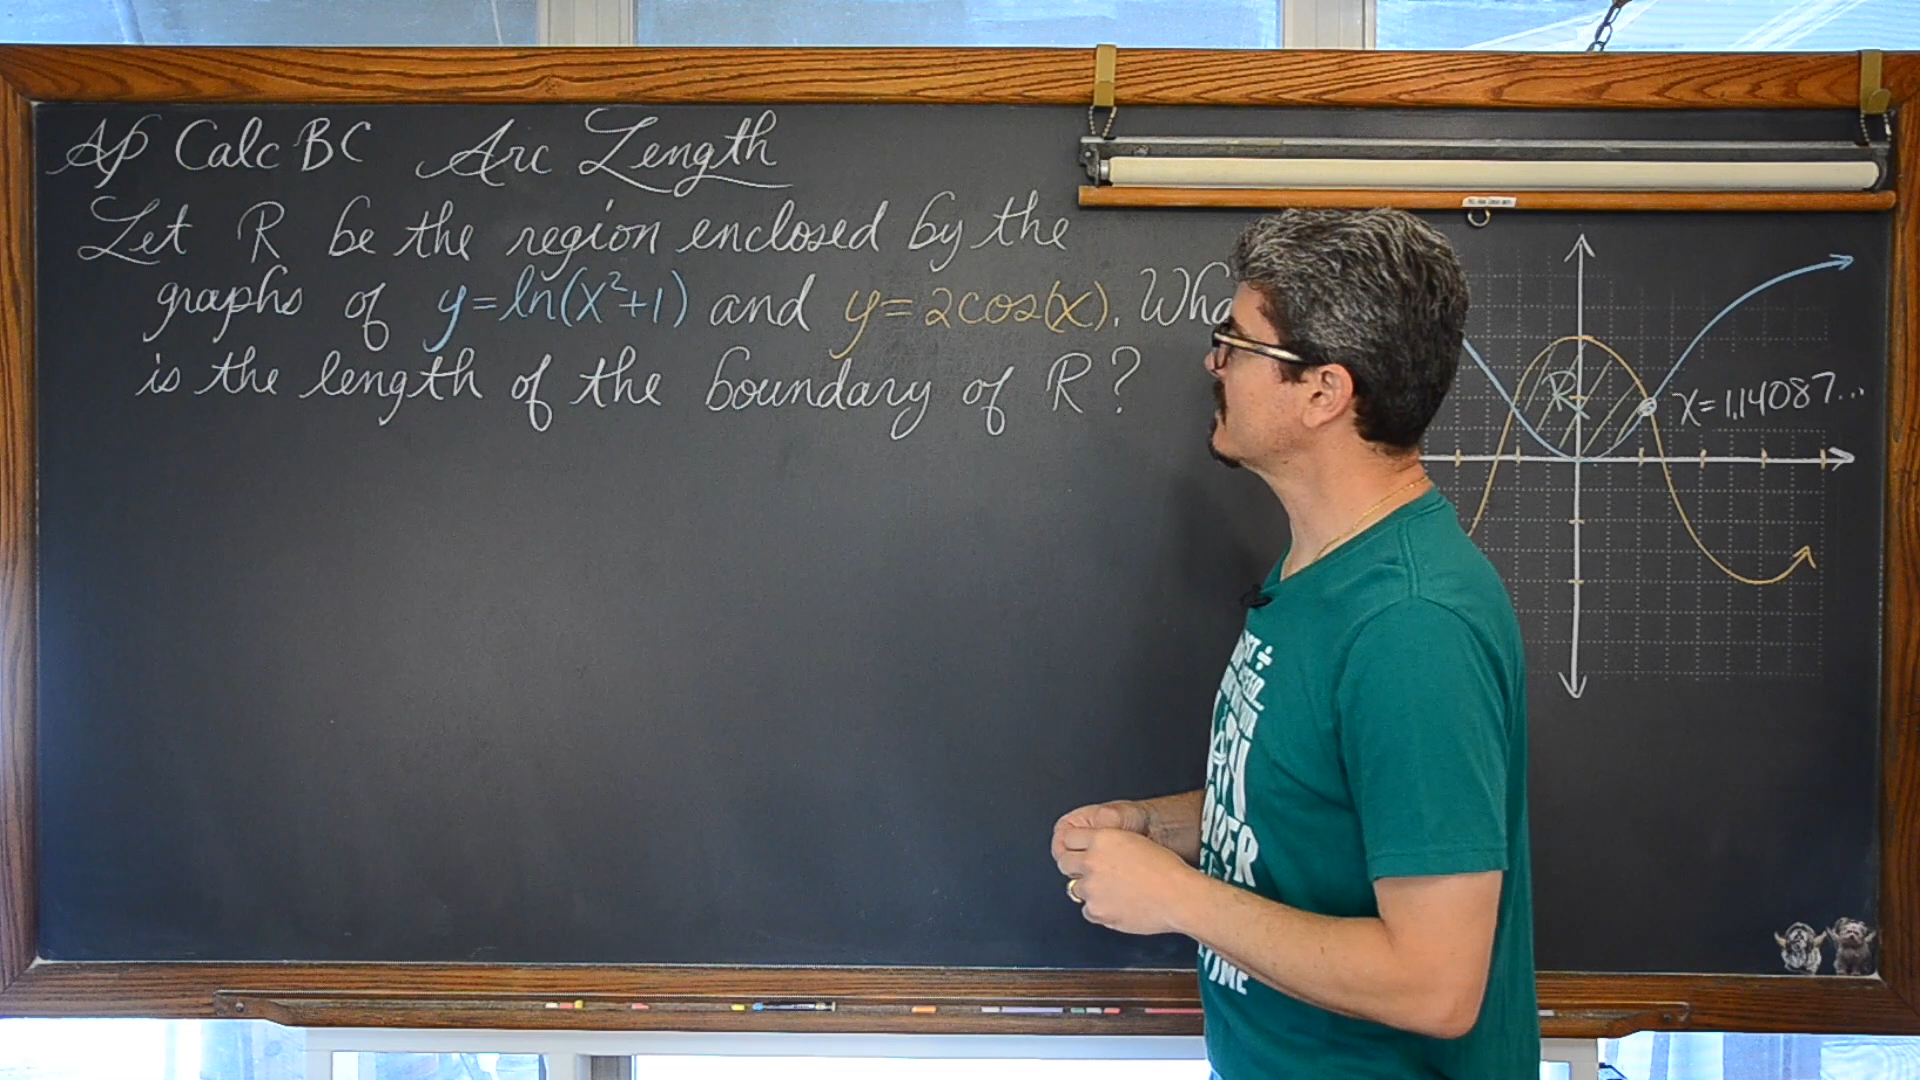 AP Calc BC Arc Length
Let R be the region enclosed by the
graphs of y=ln(x²+1) and y=2cos(x).
is the length of the boundary of R?
R
x=1.14087...